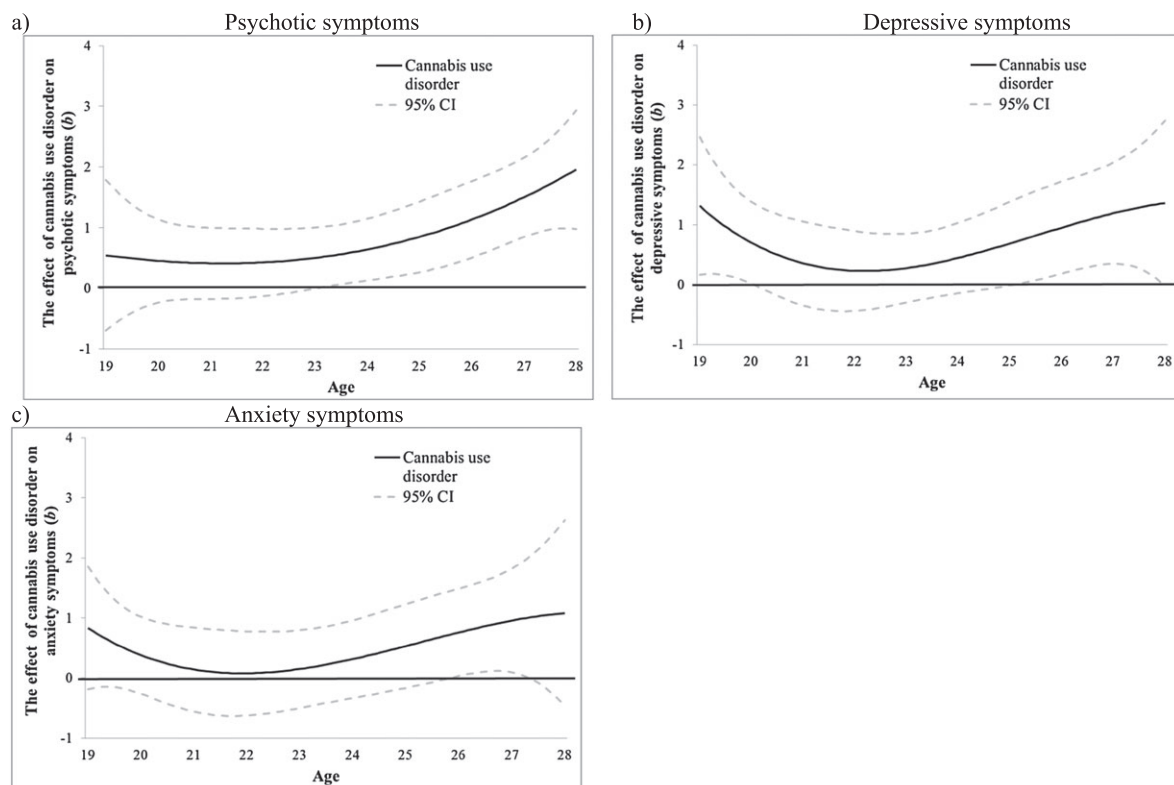 a)
Psychotic symptoms
The effect of cannabis use disorder on
psychotic symptoms (b)
4
3
2
1
0
-1
Cannabis use
disorder
95% CI
19 20 21 22 23 24 25 26 27 28
Age
b)
Depressive symptoms
The effect of cannabis use disorder on
depressive symptoms (b)
4
3
2
1
0
-1
Cannabis use
disorder
95% CI
19 20 21 22 23 24 25 26 27 28
Age
c)
Anxiety symptoms
The effect of cannabis use disorder on
anxiety symptoms (b)
4
3
2
1
0
-1
Cannabis use
disorder
95% CI
19 20 21 22 23 24 25 26 27 28
Age